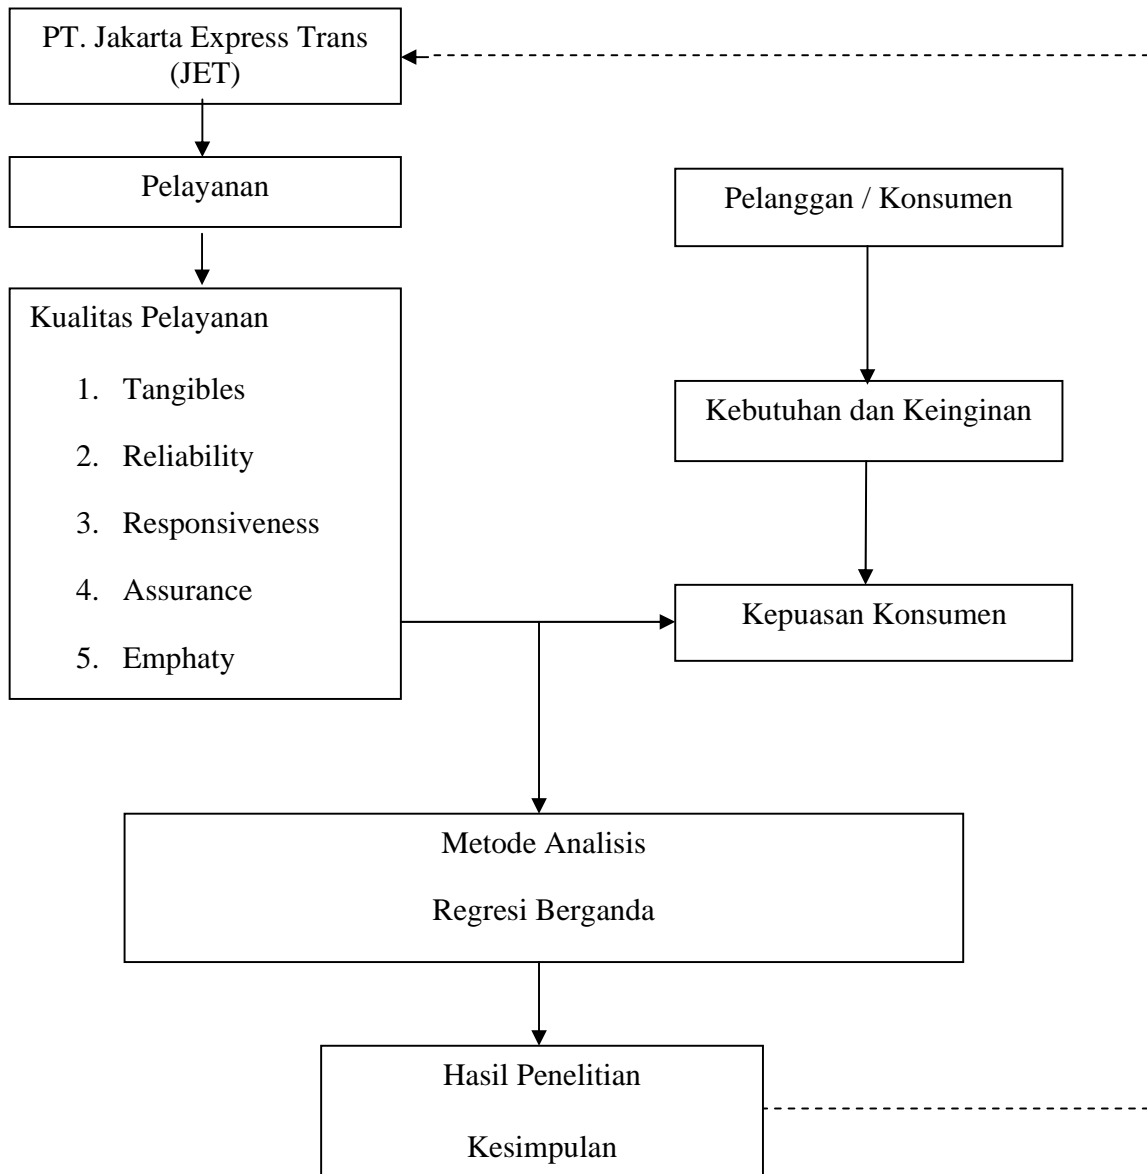 PT. Jakarta Express Trans
(JET)
Pelayanan
Kualitas Pelayanan
1. Tangibles
2. Reliability
3. Responsiveness
4. Assurance
5. Emphaty
Pelanggan / Konsumen
Kebutuhan dan Keinginan
Kepuasan Konsumen
Metode Analisis
Regresi Berganda
Hasil Penelitian
Kesimpulan